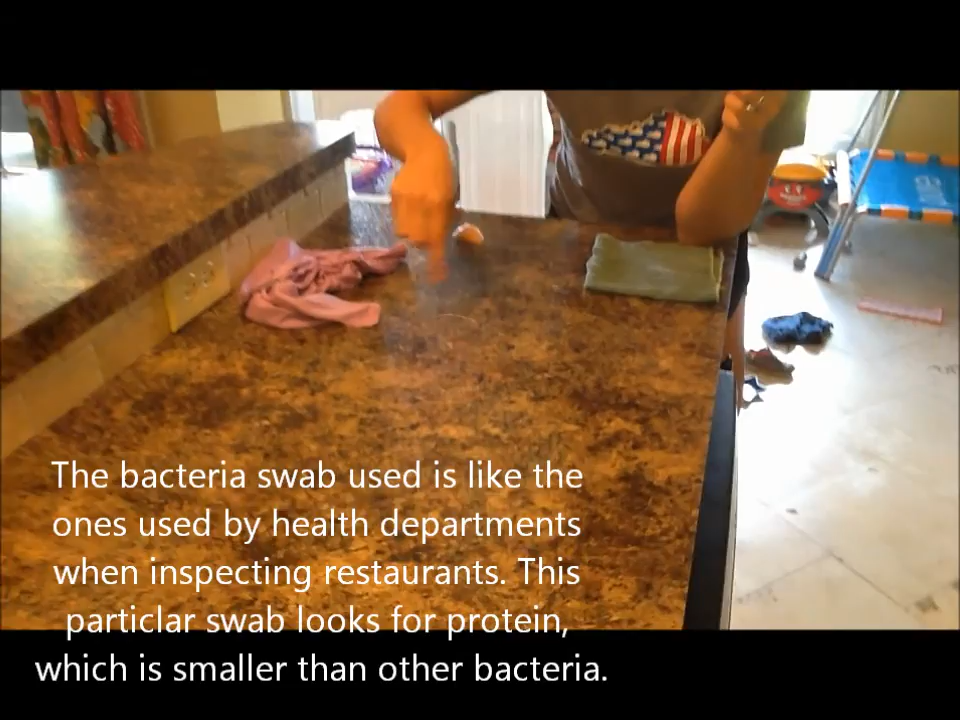 The bacteria swab used is like the
ones used by health departments
when inspecting restaurants. This
particlar swab looks for protein,
which is smaller than other bacteria.